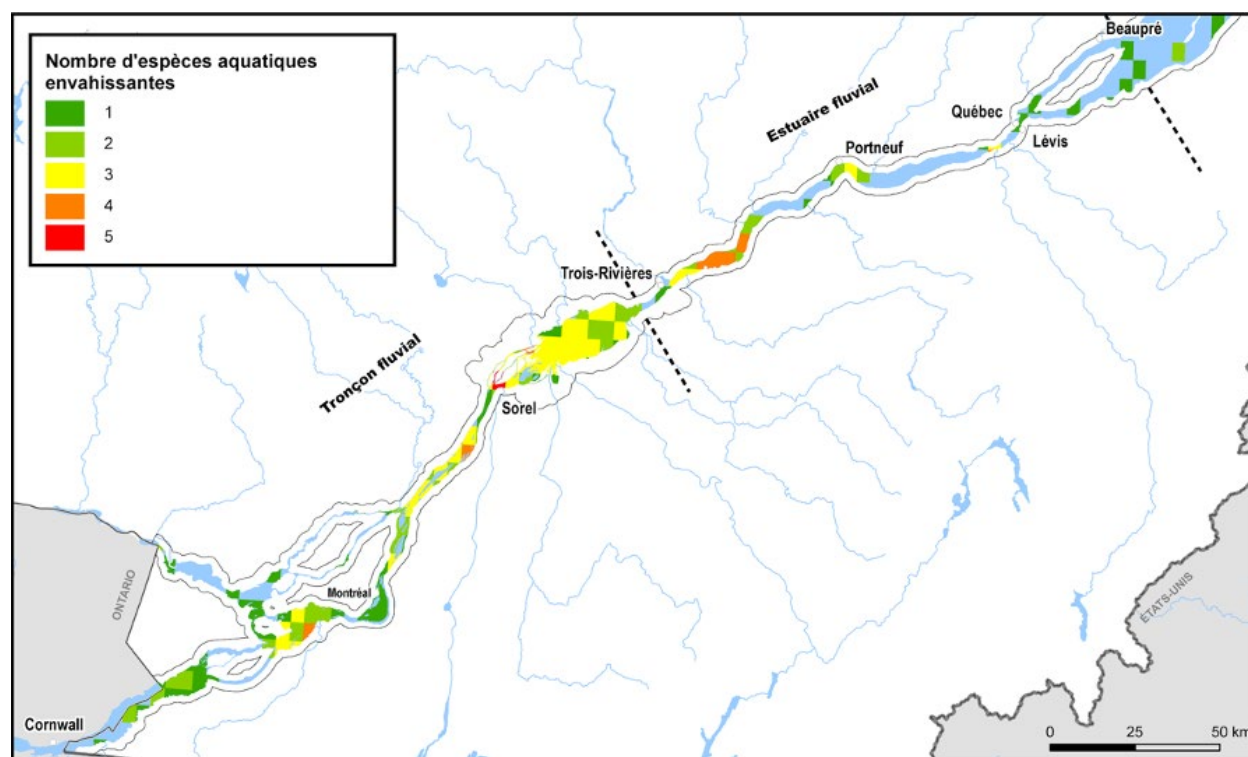 Nombre d'espèces aquatiques
envahissantes
1
2
3
4
5
Beaupré
Estuaire fluvial
Québec
Lévis
Portneuf
Trois-Rivières
Tronçon fluvial
Sorel
Montréal
ONTARIO
ÉTATS-UNIS
Cornwall
0 25 50 km